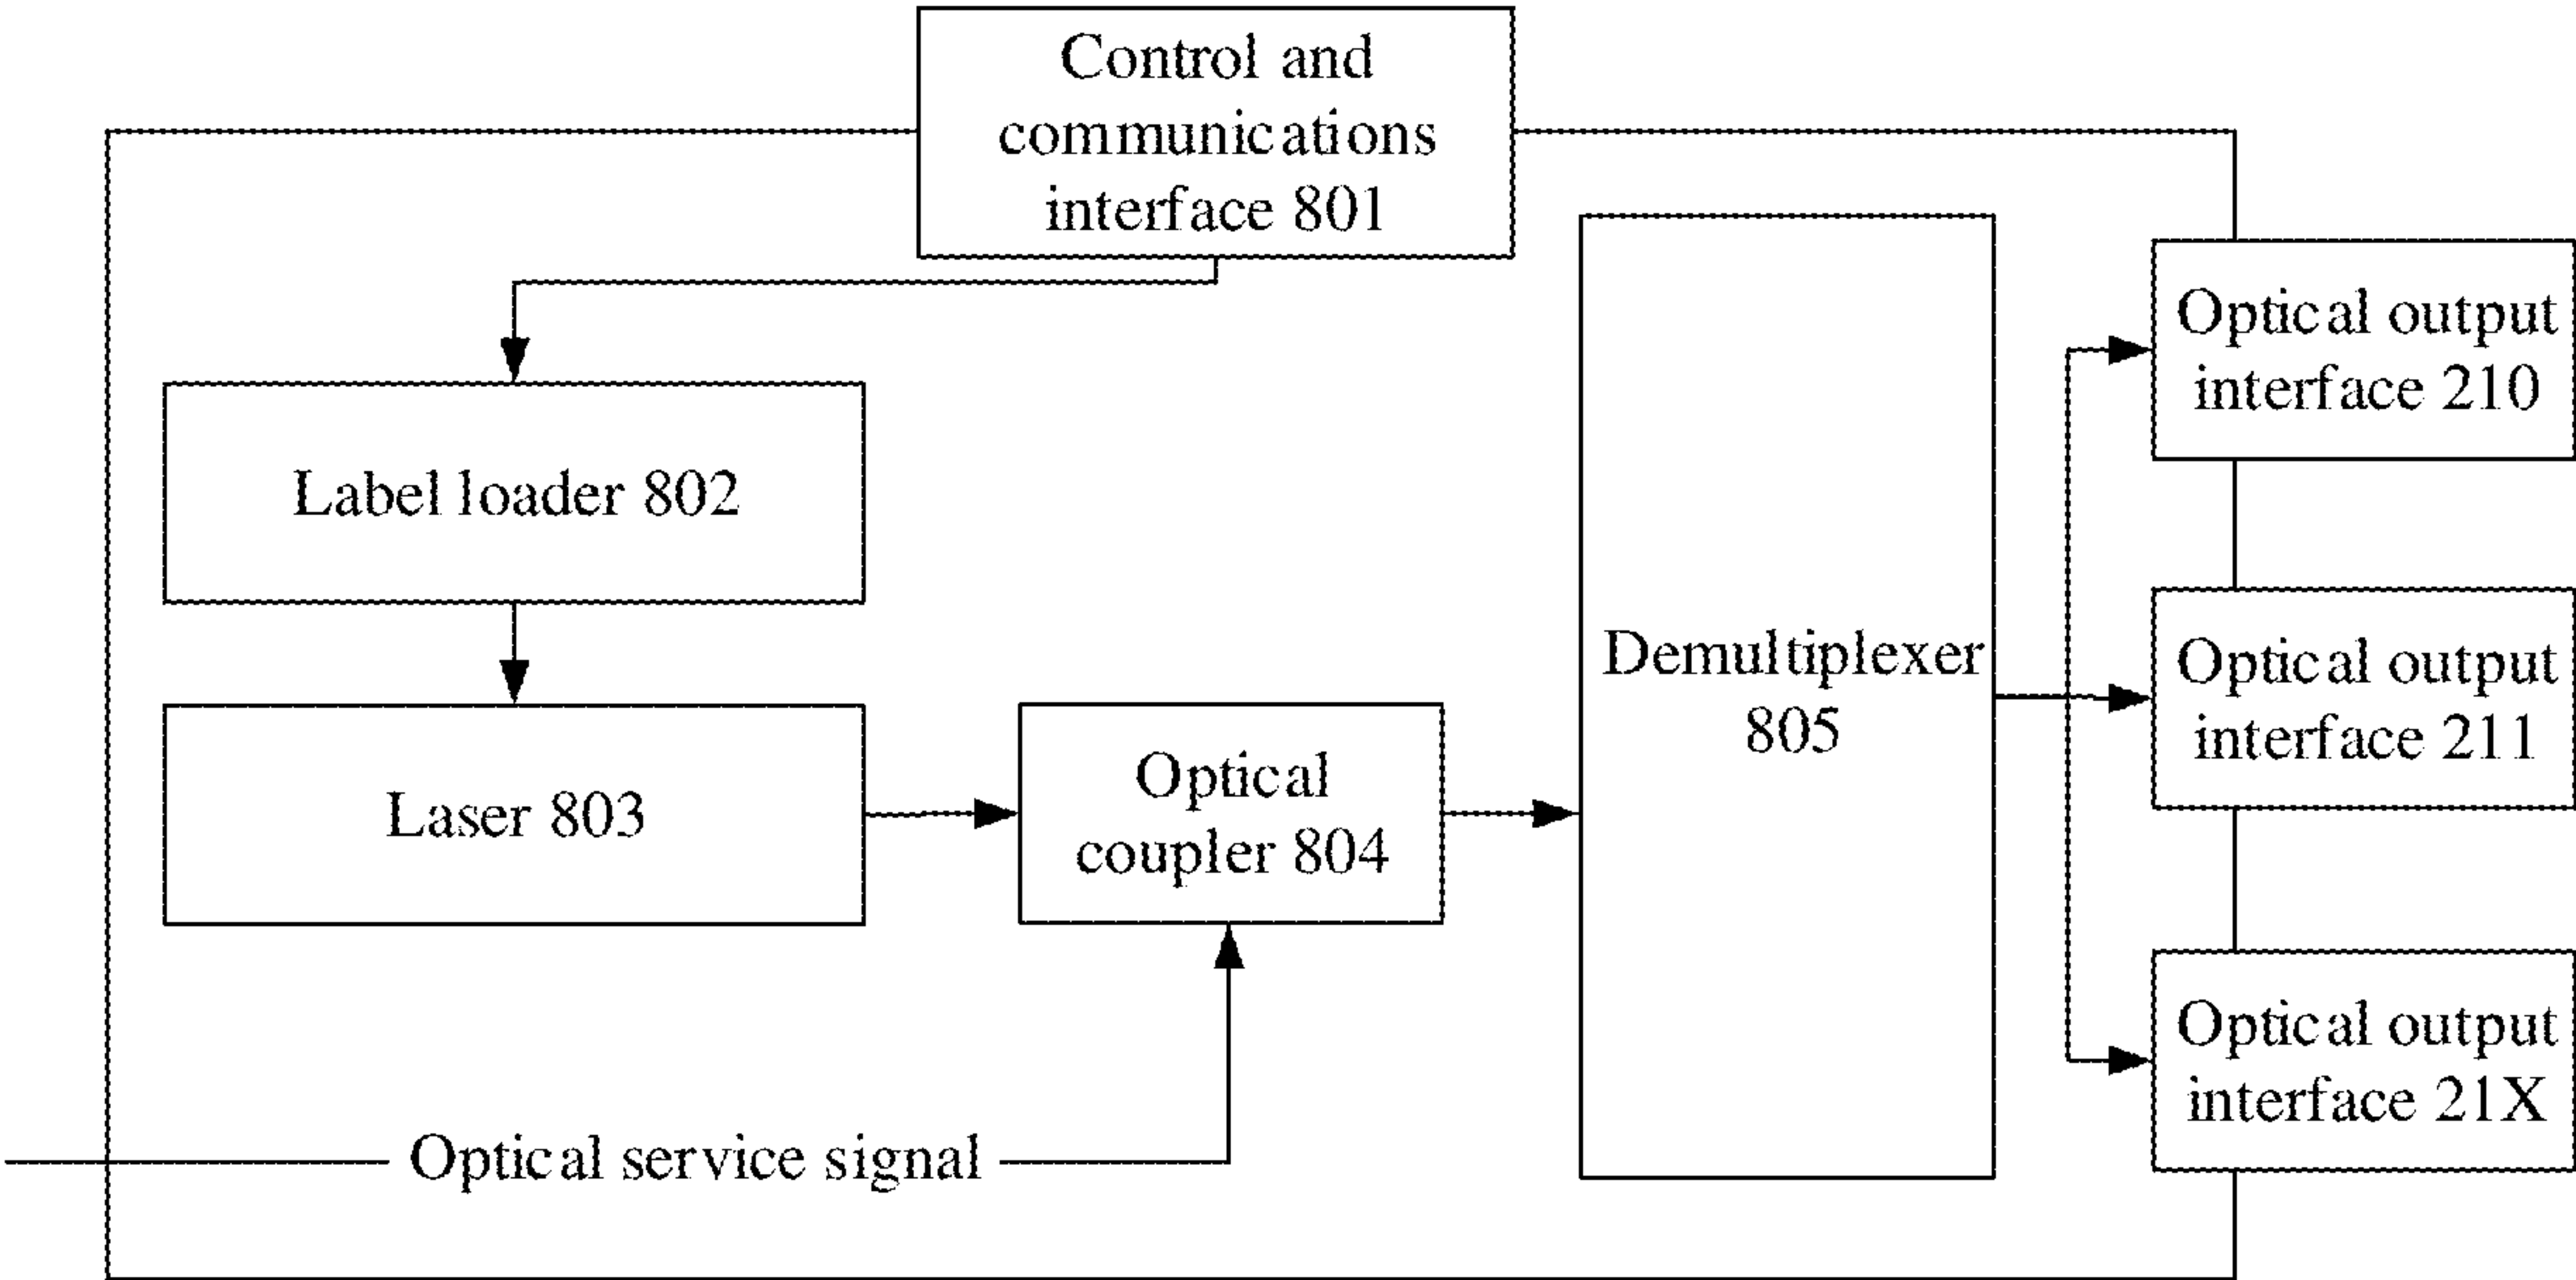 Control and
communications
interface 801
Label loader 802
Laser 803
Optical
coupler 804
Demultiplexer
805
Optical output
interface 210
Optical output
interface 211
Optical output
interface 21X
Optical service signal